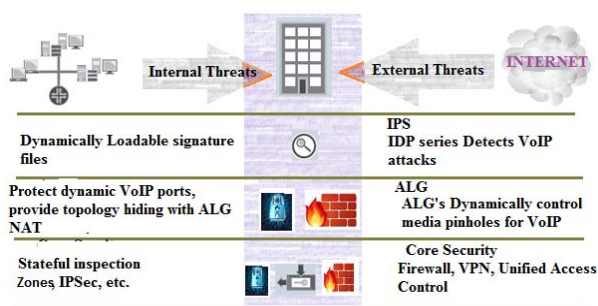 Internal Threats
External Threats
INTERNET
Dynamically Loadable signature
files
IPS
IDP series Detects VoIP
attacks
Protect dynamic VoIP ports,
provide topology hiding with ALG
NAT
ALG
ALG's Dynamically control
media pinholes for VoIP
Stateful inspection
Zones, IPSec, etc.
Core Security
Firewall, VPN, Unified Access
Control